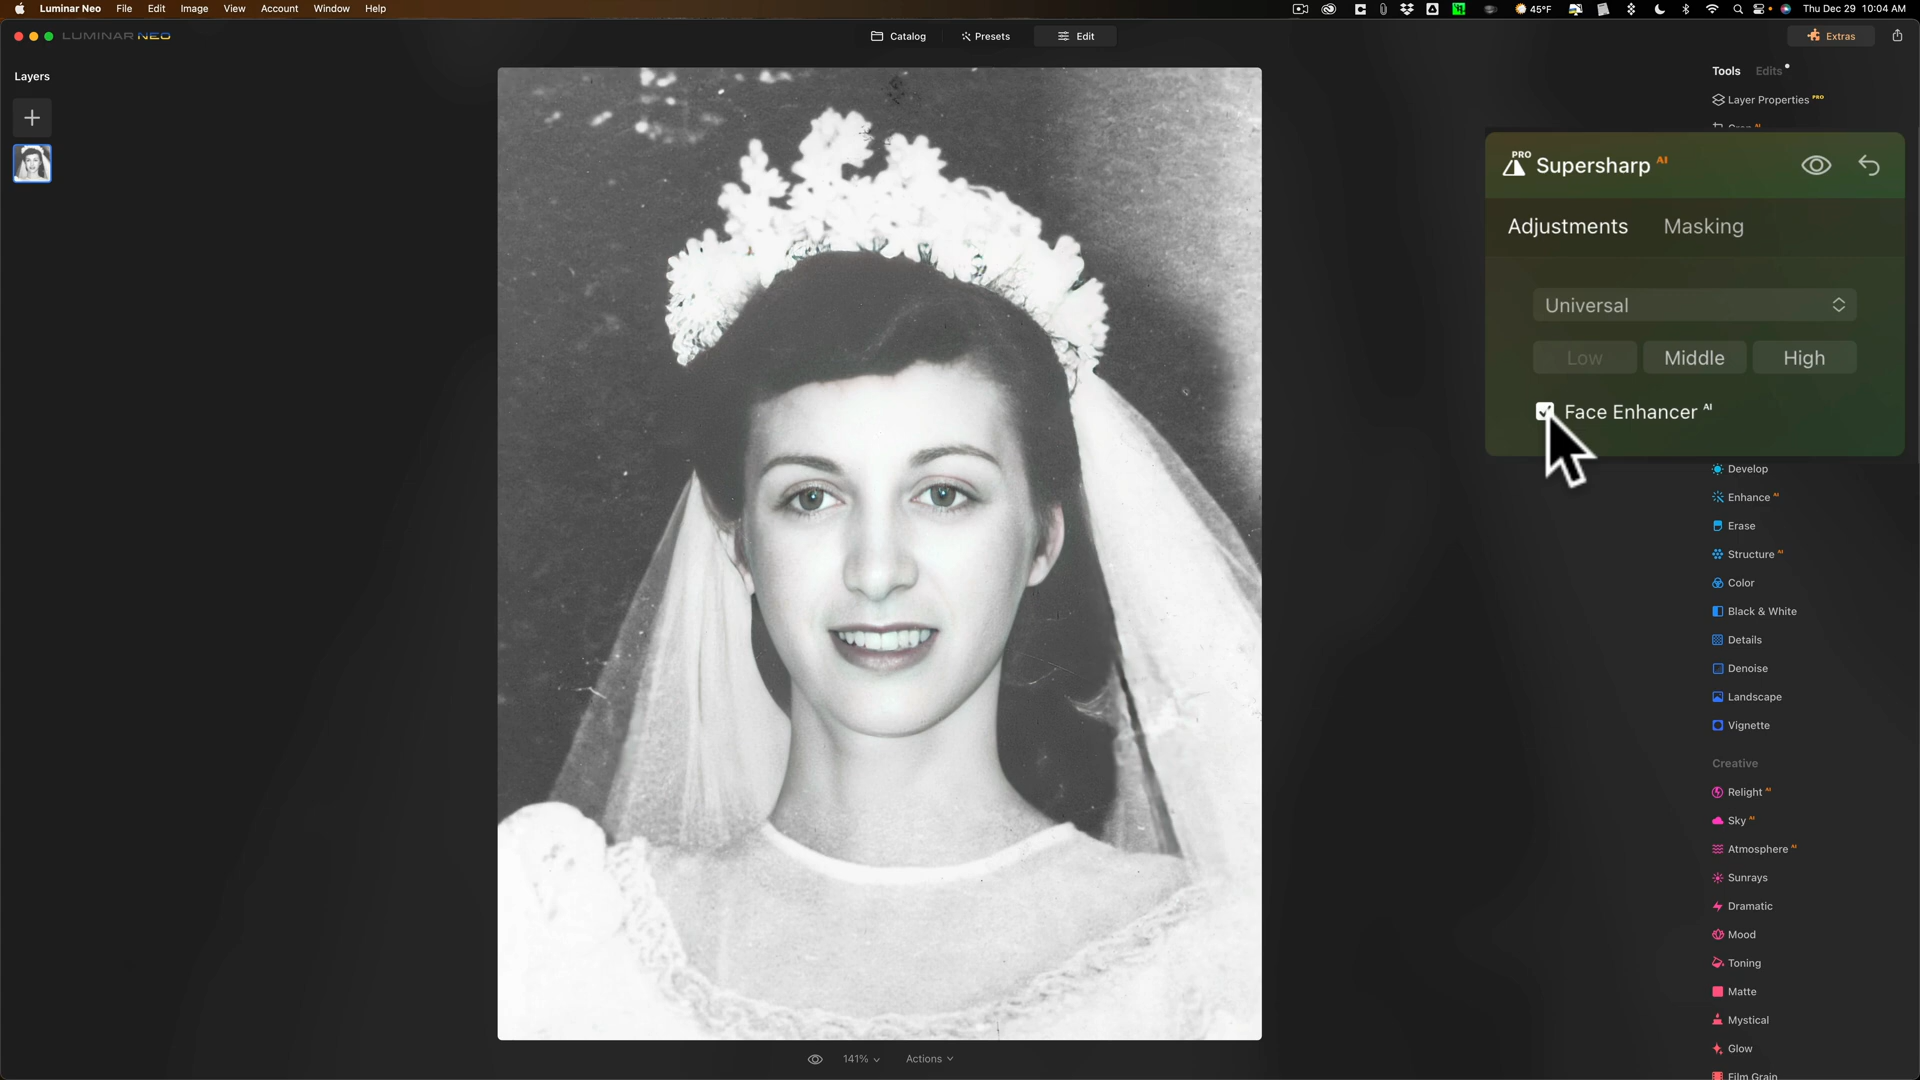 Luminar Neo File Edit Image View Account Window Help
45°F
Thu Dec 29 10:04 AM
LUMINAR NEO
Catalog Presets Edit
Extras
Layers
Tools Edits
Layer Properties PRO
Crop AI
PRO Supersharp AI
Adjustments Masking
Universal
Low Middle High
Face Enhancer AI
Develop
Enhance AI
Erase
Structure AI
Color
Black & White
Details
Denoise
Landscape
Vignette
Creative
Relight AI
Sky AI
Atmosphere AI
Sunrays
Dramatic
Mood
Toning
Matte
Mystical
Glow
Film Grain
141% Actions